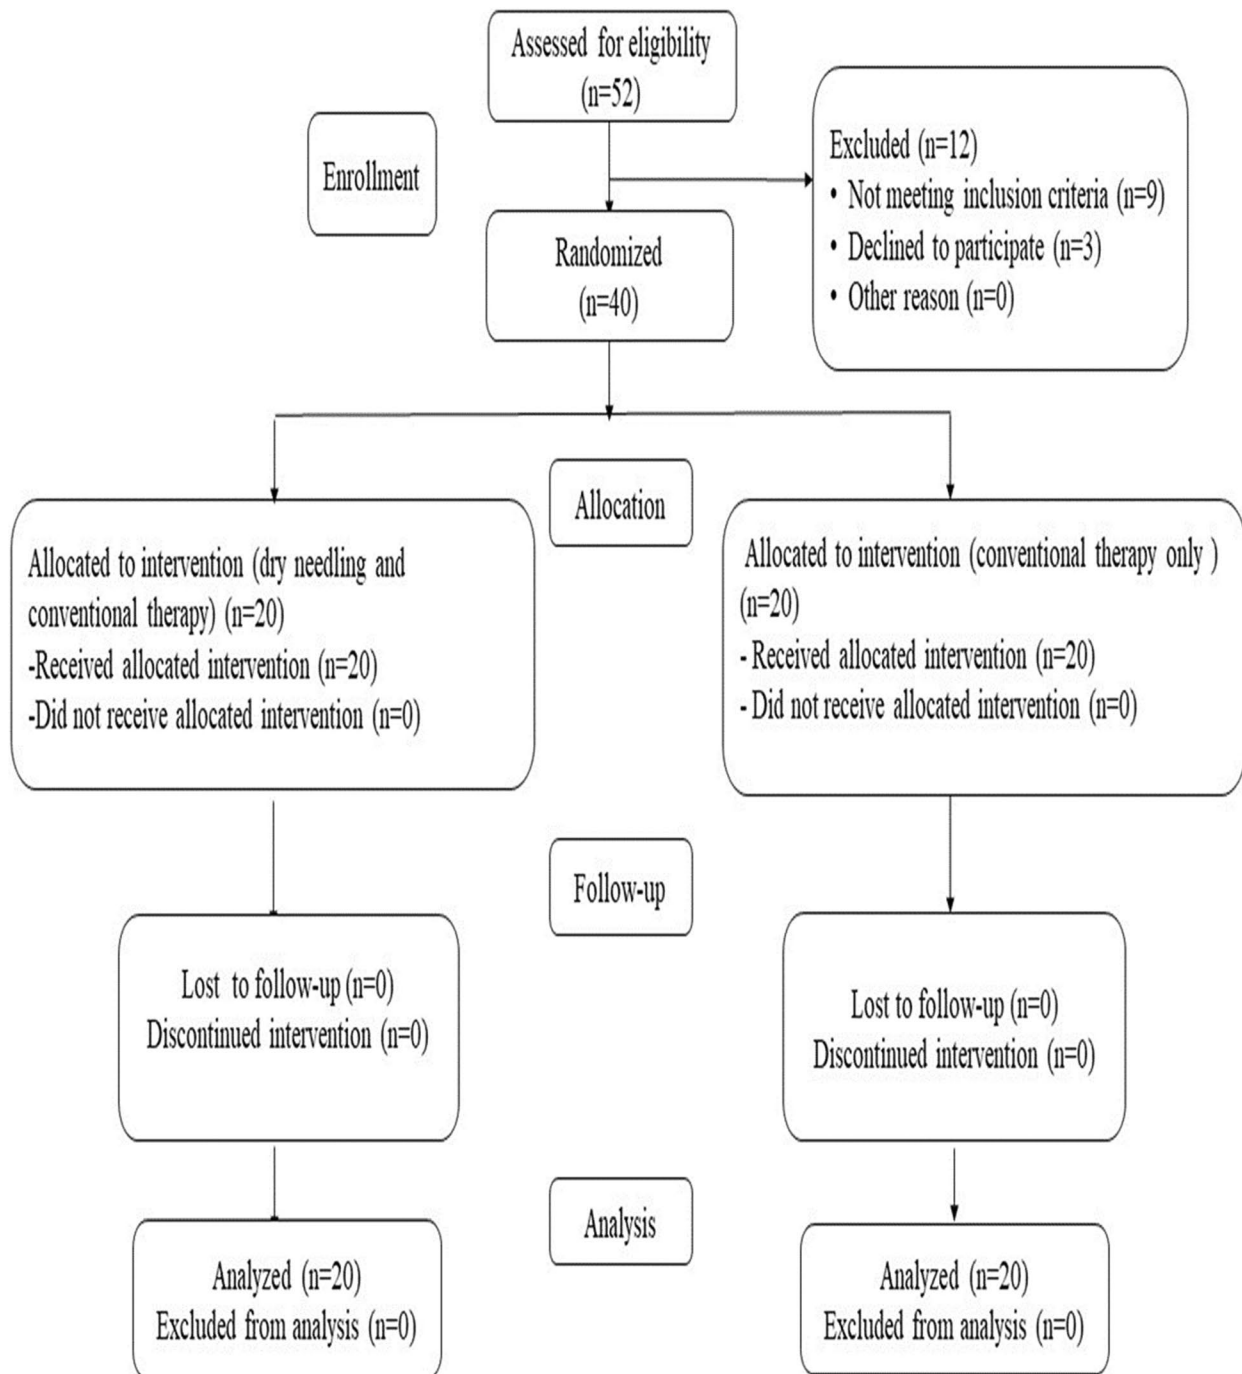 Assessed for eligibility
(n=52)
Enrollment
Excluded (n=12)
• Not meeting inclusion criteria (n=9)
• Declined to participate (n=3)
• Other reason (n=0)
Randomized
(n=40)
Allocation
Allocated to intervention (dry needling and
conventional therapy) (n=20)
-Received allocated intervention (n=20)
-Did not receive allocated intervention (n=0)
Allocated to intervention (conventional therapy only )
(n=20)
- Received allocated intervention (n=20)
- Did not receive allocated intervention (n=0)
Follow-up
Lost to follow-up (n=0)
Discontinued intervention (n=0)
Lost to follow-up (n=0)
Discontinued intervention (n=0)
Analysis
Analyzed (n=20)
Excluded from analysis (n=0)
Analyzed (n=20)
Excluded from analysis (n=0)